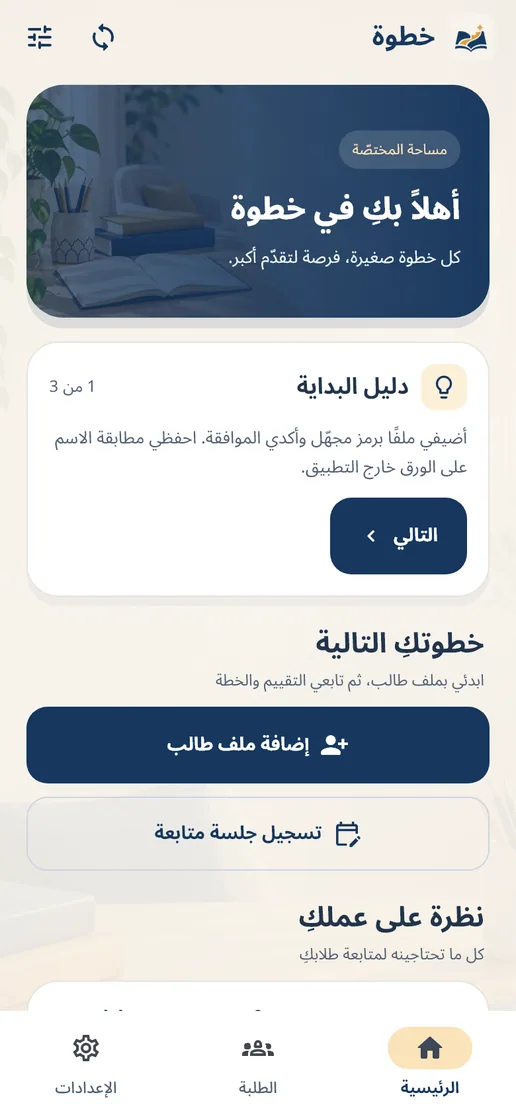 خطوة
مساحة المختصّة
أهلاً بكِ في خطوة
كل خطوة صغيرة، فرصة لتقدّم أكبر.
دليل البداية
1 من 3
أضيفي ملفًا برمز مجهّل وأكدي الموافقة. احفظي مطابقة الاسم
على الورق خارج التطبيق.
التالي
خطوتكِ التالية
ابدئي بملف طالب، ثم تابعي التقييم والخطة
إضافة ملف طالب
تسجيل جلسة متابعة
نظرة على عملكِ
كل ما تحتاجينه لمتابعة طلابكِ
الرئيسية
الطلبة
الإعدادات